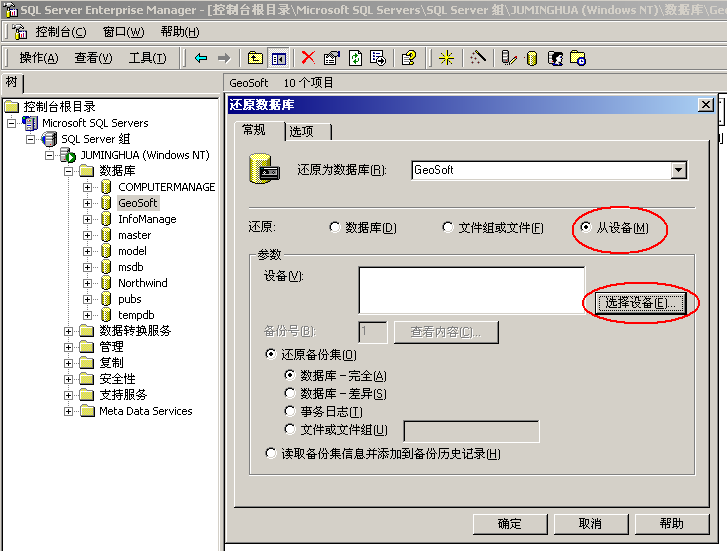 SQL Server Enterprise Manager - [控制台根目录\Microsoft SQL Servers\SQL Server 组\JUMINGHUA (Windows NT)\数据库\Geo
控制台(C) 窗口(W) 帮助(H)
操作(A) 查看(V) 工具(T)
树
GeoSoft 10 个项目
控制台根目录
Microsoft SQL Servers
SQL Server 组
JUMINGHUA (Windows NT)
数据库
COMPUTERMANAGE
GeoSoft
InfoManage
master
model
msdb
Northwind
pubs
tempdb
数据转换服务
管理
复制
安全性
支持服务
Meta Data Services
还原数据库
常规 选项
还原为数据库(R): GeoSoft
还原: 数据库(D) 文件组或文件(F) 从设备(M)
参数
设备(V):
选择设备(E)...
备份号(B): 1 查看内容(C)...
还原备份集(O)
数据库 - 完全(A)
数据库 - 差异(S)
事务日志(T)
文件或文件组(U)
读取备份集信息并添加到备份历史记录(H)
确定 取消 帮助